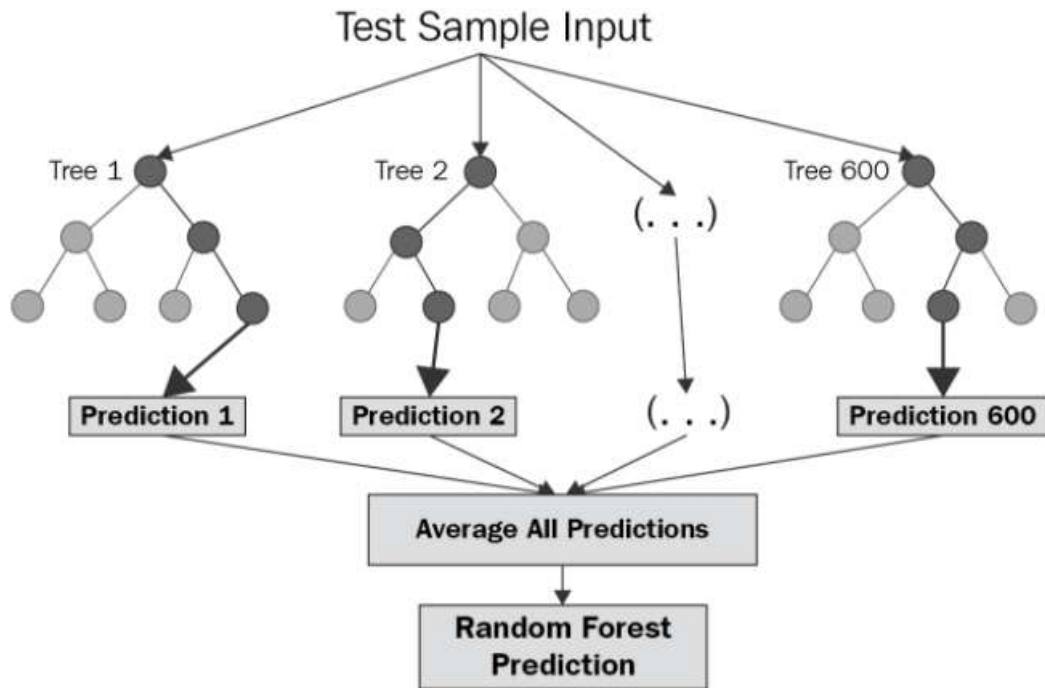 Test Sample Input
Tree 1
Tree 2
Tree 600
(. . .)
Prediction 1
Prediction 2
(. . .)
Prediction 600
Average All Predictions
Random Forest
Prediction